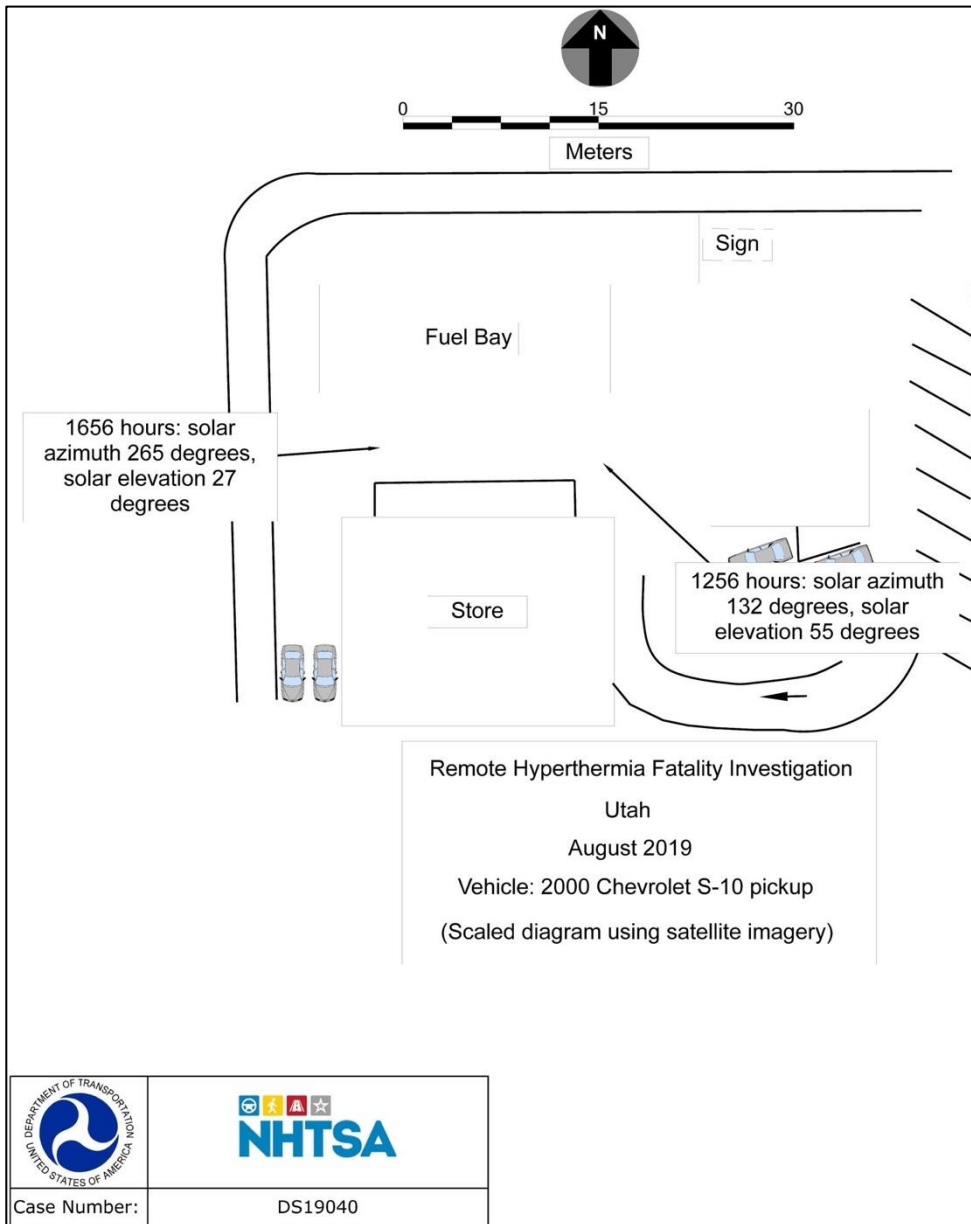 N
0 15 30
Meters
Sign
Fuel Bay
1656 hours: solar
azimuth 265 degrees,
solar elevation 27
degrees
1256 hours: solar azimuth
132 degrees, solar
elevation 55 degrees
Store
Remote Hyperthermia Fatality Investigation
Utah
August 2019
Vehicle: 2000 Chevrolet S-10 pickup
(Scaled diagram using satellite imagery)
DEPARTMENT OF TRANSPORTATION
UNITED STATES OF AMERICA
NHTSA
Case Number: DS19040